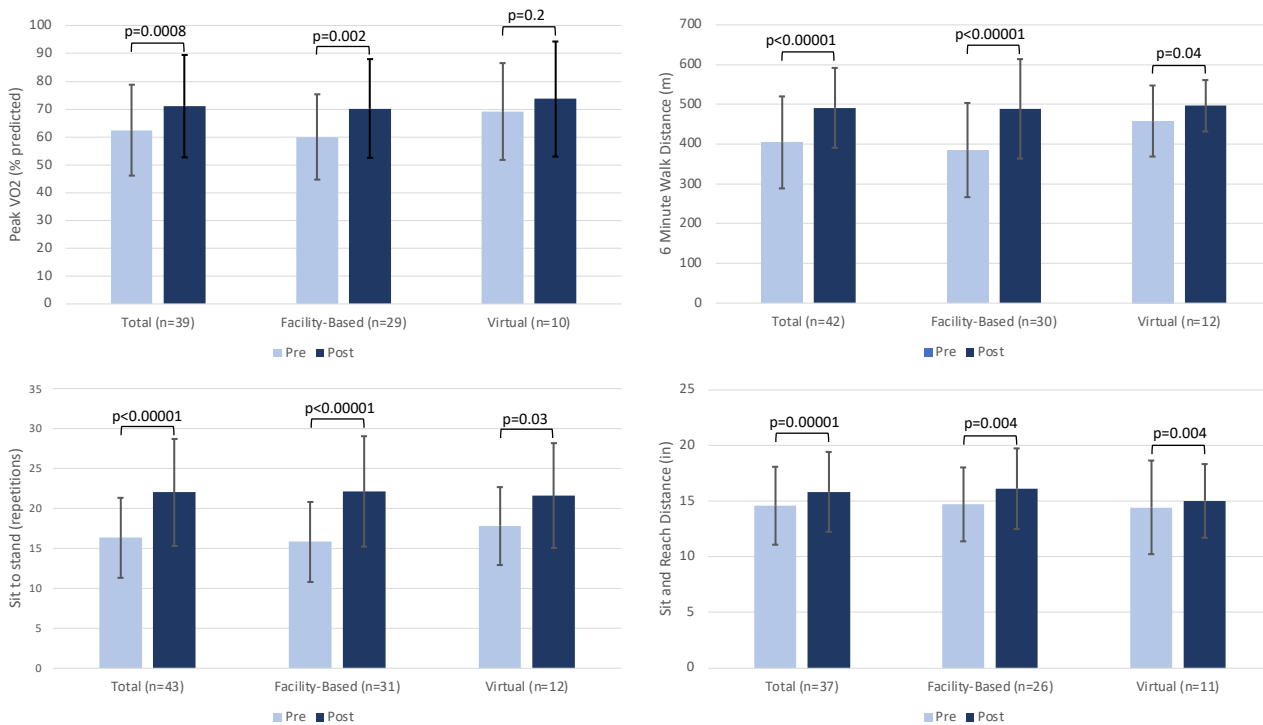 p=0.0008
p=0.002
p=0.2
Peak VO2 (% predicted)
100
90
80
70
60
50
40
30
20
10
0
Total (n=39)
Facility-Based (n=29)
Virtual (n=10)
Pre
Post
p<0.00001
p<0.00001
p=0.04
6 Minute Walk Distance (m)
700
600
500
400
300
200
100
0
Total (n=42)
Facility-Based (n=30)
Virtual (n=12)
Pre
Post
p<0.00001
p<0.00001
p=0.03
Sit to stand (repetitions)
35
30
25
20
15
10
5
0
Total (n=43)
Facility-Based (n=31)
Virtual (n=12)
Pre
Post
p=0.00001
p=0.004
p=0.004
Sit and Reach Distance (in)
25
20
15
10
5
0
Total (n=37)
Facility-Based (n=26)
Virtual (n=11)
Pre
Post